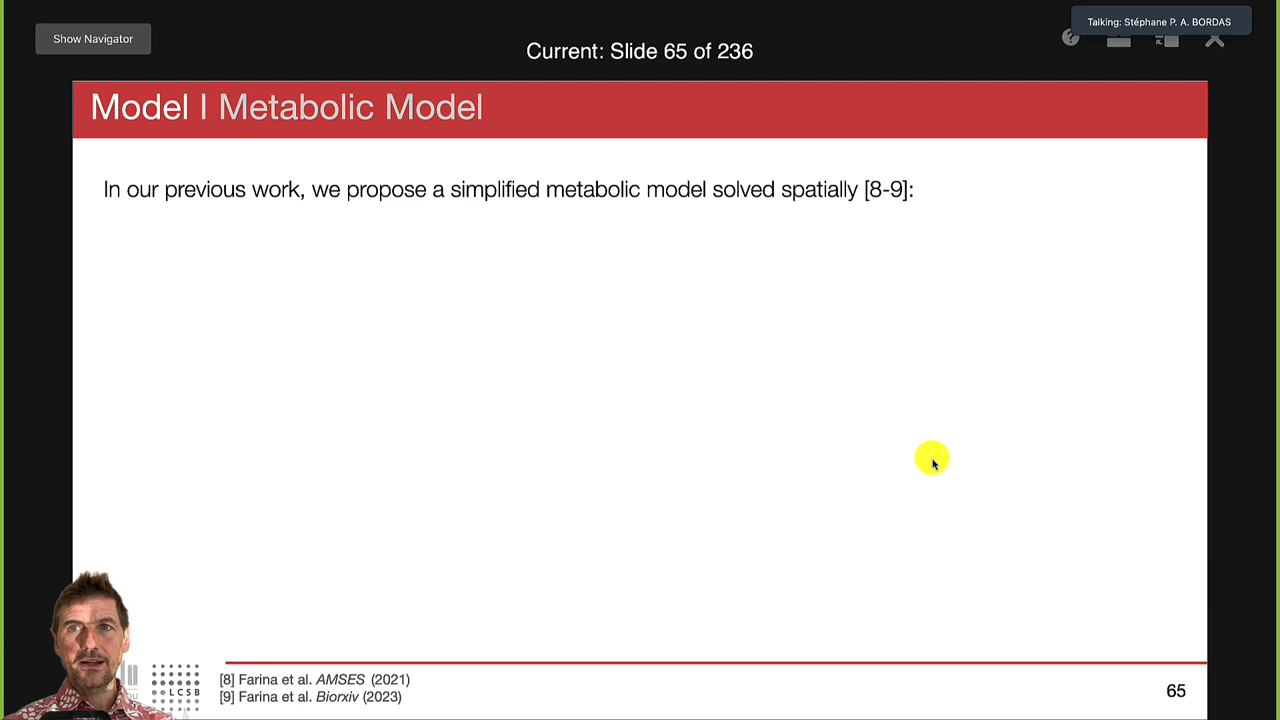 Talking: Stéphane P. A. BORDAS
Show Navigator
Current: Slide 65 of 236
Model | Metabolic Model
In our previous work, we propose a simplified metabolic model solved spatially [8-9]:
LCSB
[8] Farina et al. AMSES (2021)
[9] Farina et al. Biorxiv (2023)
65